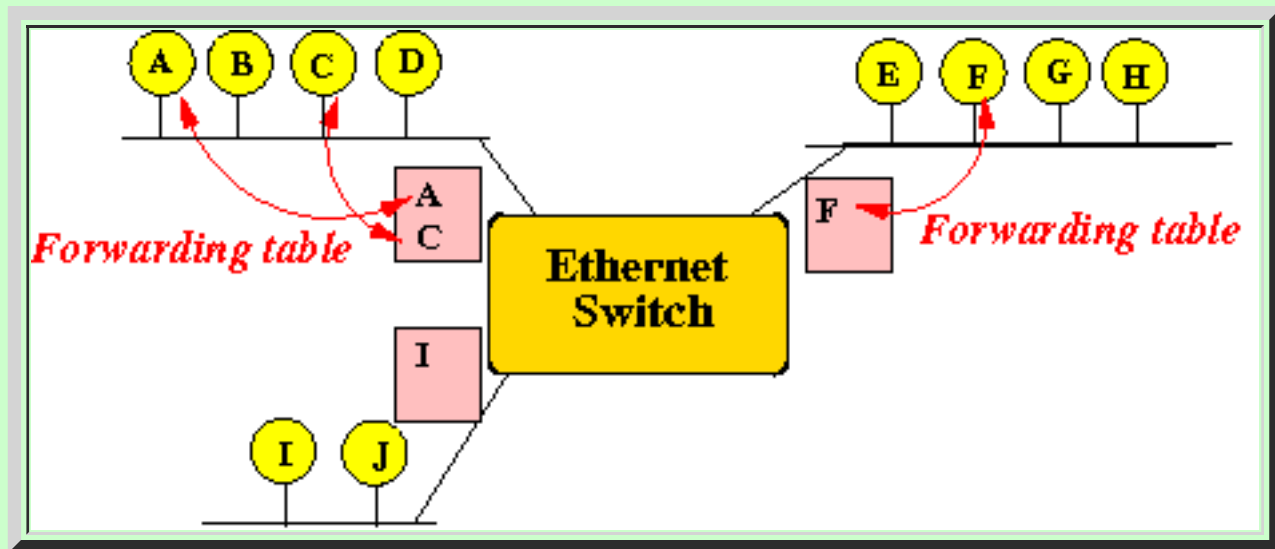 A B C D
E F G H
A
C
Forwarding table
F
Forwarding table
Ethernet
Switch
I
I J